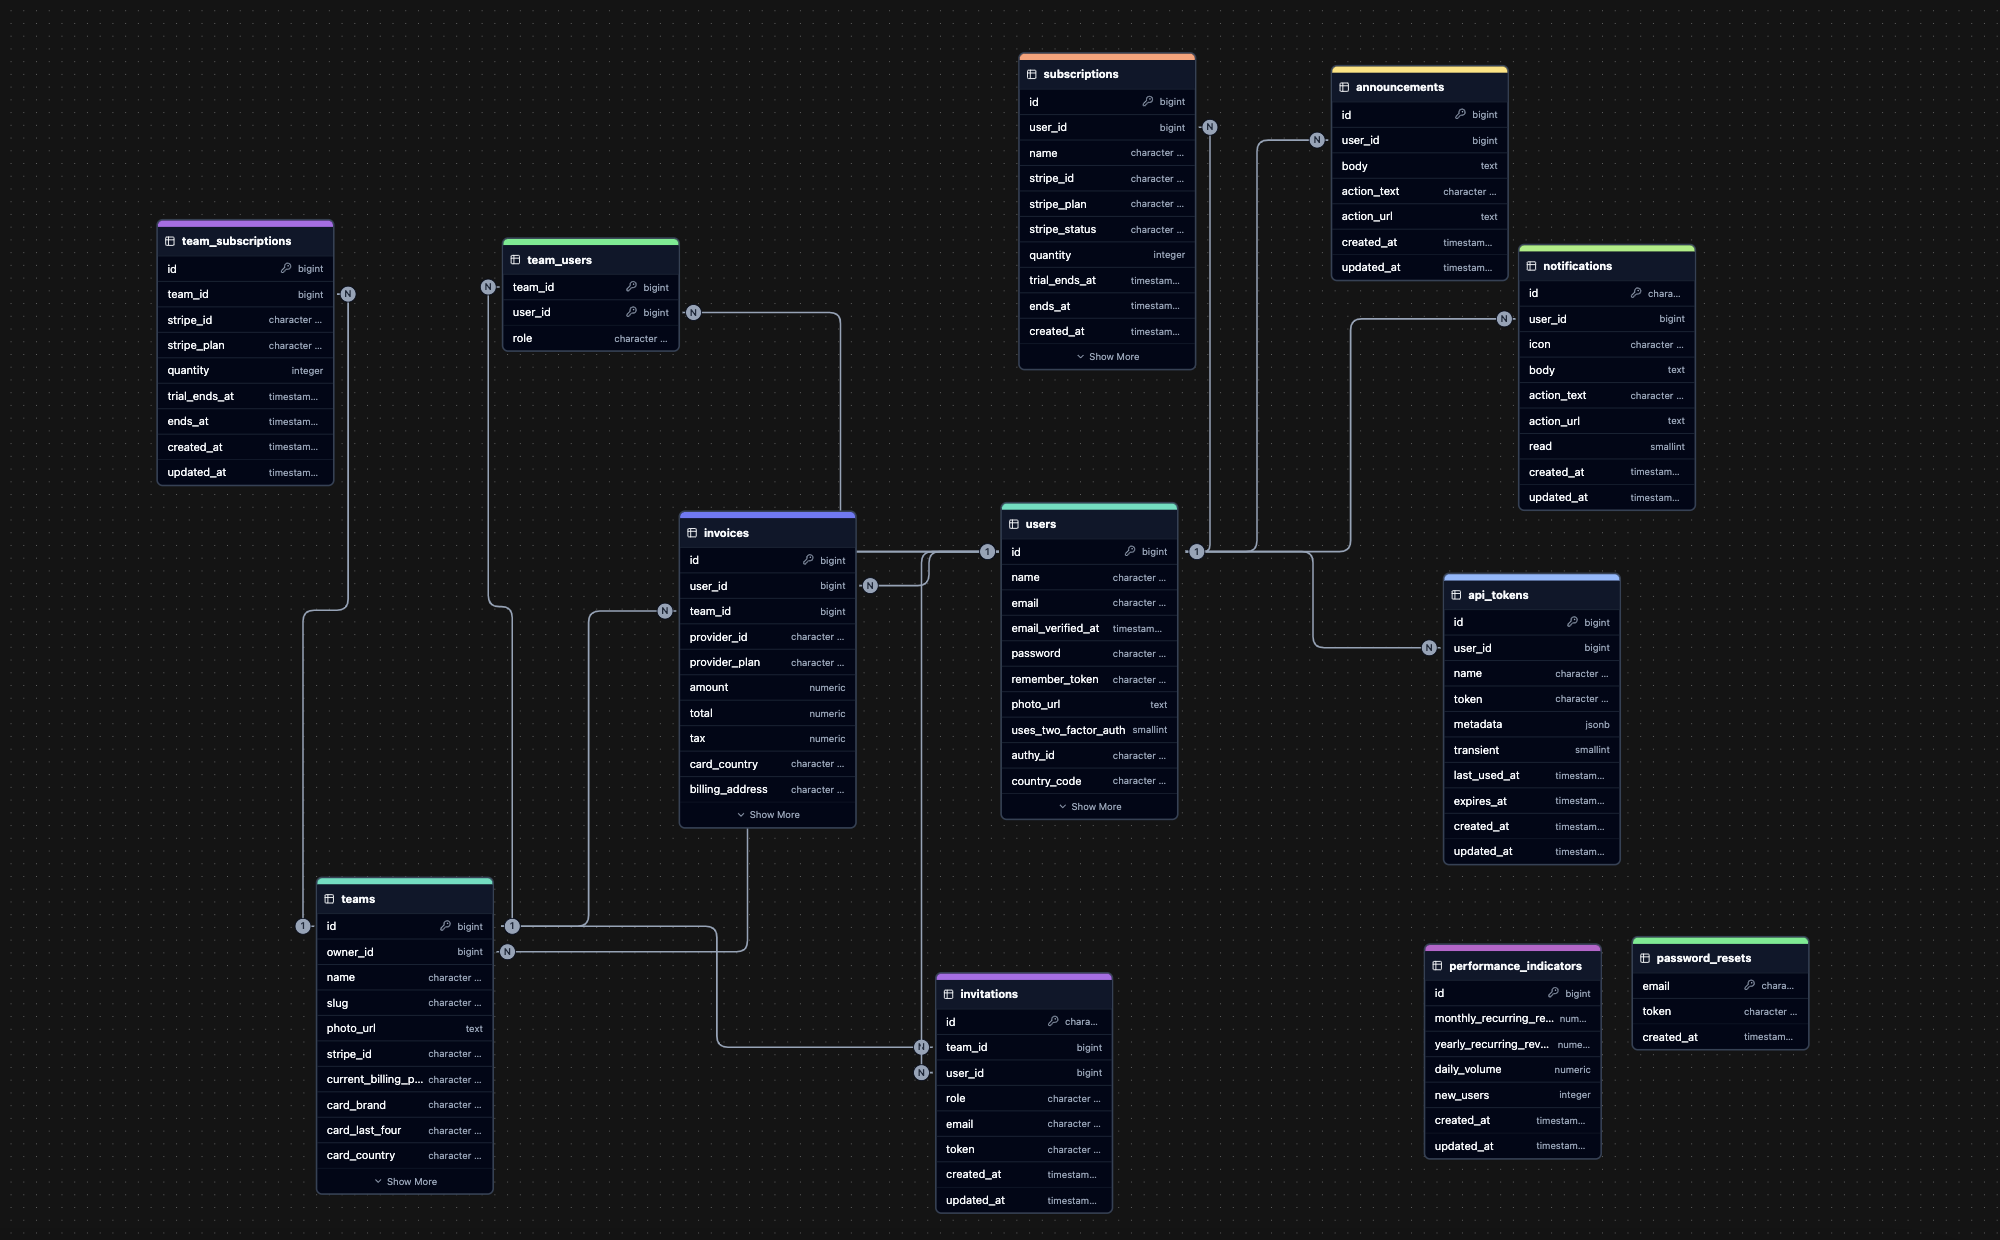 subscriptions
id bigint
user_id bigint N
name character ...
stripe_id character ...
stripe_plan character ...
stripe_status character ...
quantity integer
trial_ends_at timestam...
ends_at timestam...
created_at timestam...
Show More
announcements
id bigint
N user_id bigint
body text
action_text character ...
action_url text
created_at timestam...
updated_at timestam...
team_subscriptions
id bigint
team_id bigint N
stripe_id character ...
stripe_plan character ...
quantity integer
trial_ends_at timestam...
ends_at timestam...
created_at timestam...
updated_at timestam...
team_users
N team_id bigint
user_id bigint N
role character ...
notifications
id chara...
N user_id bigint
icon character ...
body text
action_text character ...
action_url text
read smallint
created_at timestam...
updated_at timestam...
invoices
id bigint
user_id bigint N
N team_id bigint
provider_id character ...
provider_plan character ...
amount numeric
total numeric
tax numeric
card_country character ...
billing_address character ...
Show More
users
1 id bigint 1
name character ...
email character ...
email_verified_at timestam...
password character ...
remember_token character ...
photo_url text
uses_two_factor_auth smallint
authy_id character ...
country_code character ...
Show More
api_tokens
id bigint
N user_id bigint
name character ...
token character ...
metadata jsonb
transient smallint
last_used_at timestam...
expires_at timestam...
created_at timestam...
updated_at timestam...
teams
1 id bigint 1
owner_id bigint N
name character ...
slug character ...
photo_url text
stripe_id character ...
current_billing_p... character ...
card_brand character ...
card_last_four character ...
card_country character ...
Show More
invitations
id chara...
N team_id bigint
N user_id bigint
role character ...
email character ...
token character ...
created_at timestam...
updated_at timestam...
performance_indicators
id bigint
monthly_recurring_re... num...
yearly_recurring_rev... nume...
daily_volume numeric
new_users integer
created_at timestam...
updated_at timestam...
password_resets
email chara...
token character ...
created_at timestam...